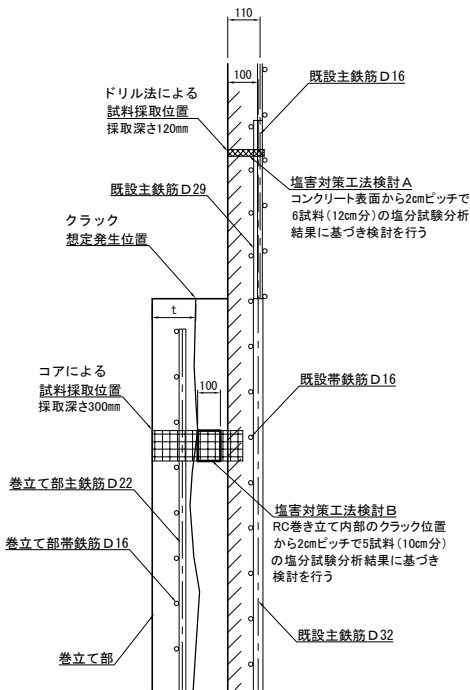 110
100
既設主鉄筋D16
ドリル法による
試料採取位置
採取深さ120mm
塩害対策工法検討A
コンクリート表面から2cmピッチで
6試料(12cm分)の塩分試験分析
結果に基づき検討を行う
既設主鉄筋D29
クラック
想定発生位置
t
コアによる
試料採取位置
採取深さ300mm
100
既設帯鉄筋D16
巻立て部主鉄筋D22
塩害対策工法検討B
RC巻き立て内部のクラック位置
から2cmピッチで5試料(10cm分)
の塩分試験分析結果に基づき
検討を行う
巻立て部帯鉄筋D16
既設主鉄筋D32
巻立て部